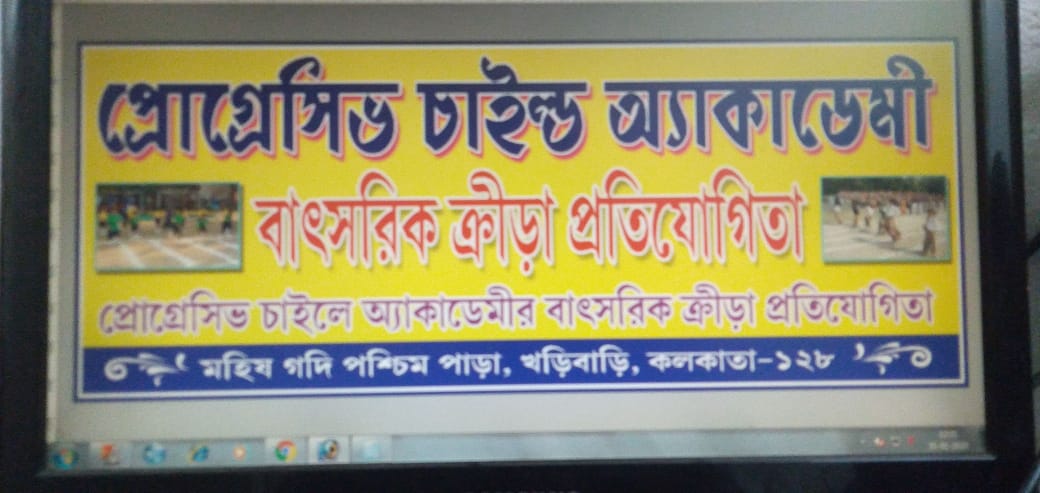 প্রোগ্রেসিভ চাইল্ড অ্যাকাডেমী
বাৎসরিক ক্রীড়া প্রতিযোগিতা
প্রোগ্রেসিভ চাইলে অ্যাকাডেমীর বাৎসরিক ক্রীড়া প্রতিযোগিতা
মহিষ গদি পশ্চিম পাড়া, খড়িবাড়ি, কলকাতা-১২৮